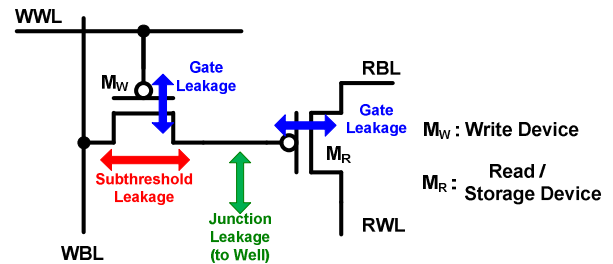 WWL
MW
Gate
Leakage
RBL
Gate
Leakage
MR
MW : Write Device
MR : Read /
Storage Device
Subthreshold
Leakage
Junction
Leakage
(to Well)
WBL
RWL